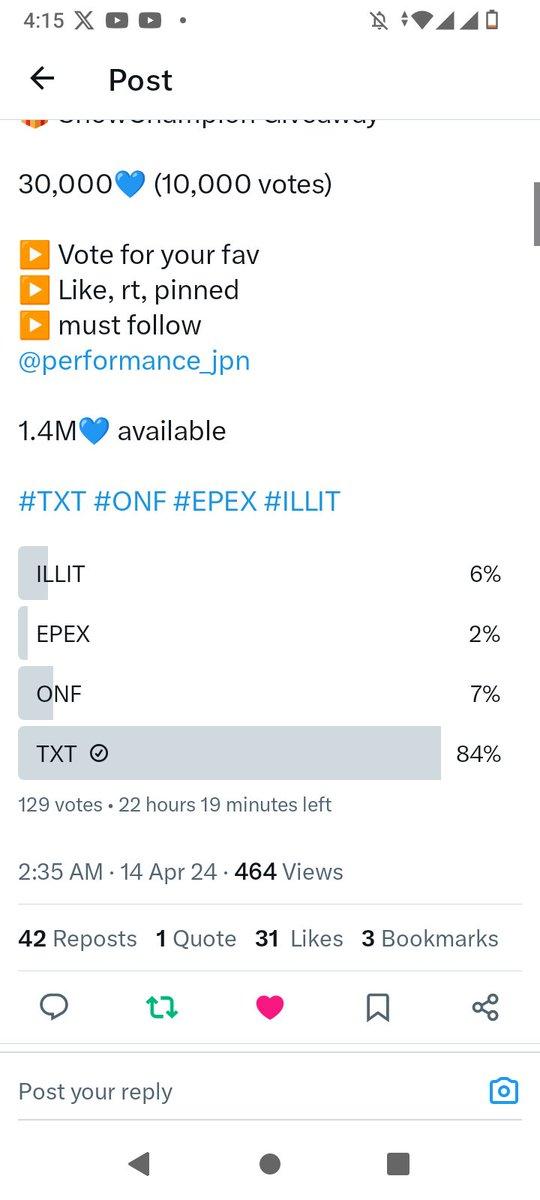 4:15
Post
ShowChampion Giveaway
30,000💙 (10,000 votes)
▶️ Vote for your fav
▶️ Like, rt, pinned
▶️ must follow
@performance_jpn
1.4M💙 available
#TXT #ONF #EPEX #ILLIT
ILLIT 6%
EPEX 2%
ONF 7%
TXT 84%
129 votes • 22 hours 19 minutes left
2:35 AM · 14 Apr 24 · 464 Views
42 Reposts 1 Quote 31 Likes 3 Bookmarks
Post your reply